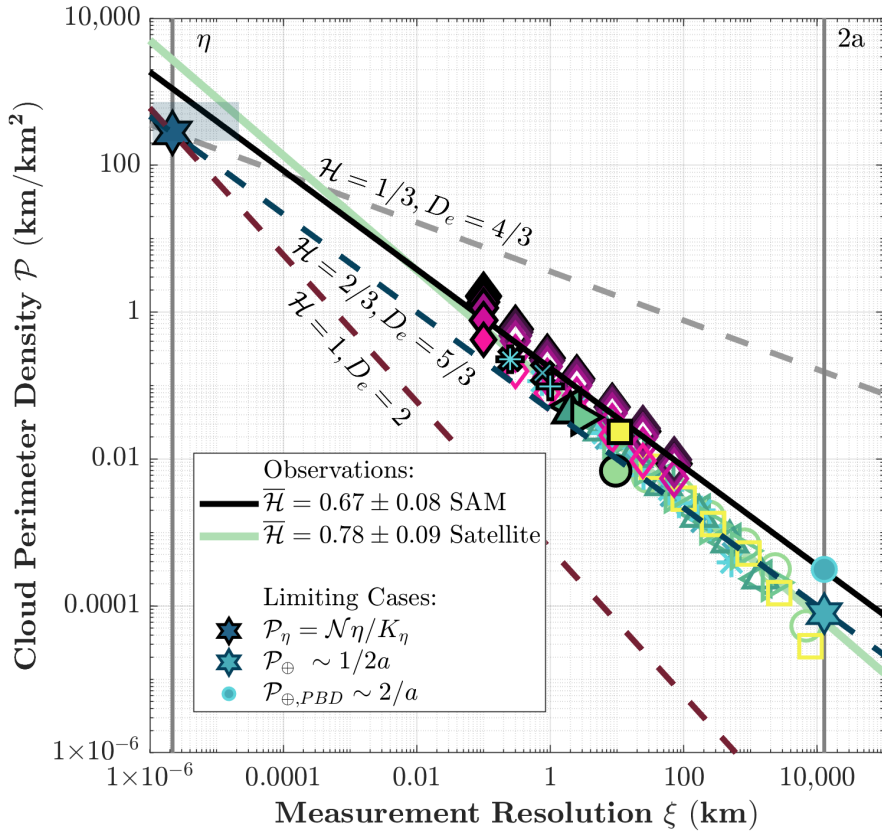 10,000
100
1
0.01
0.0001
1×10⁻⁶
Cloud Perimeter Density 𝒫 (km/km²)
η
2a
ℋ = 1/3, Dₑ = 4/3
ℋ = 2/3, Dₑ = 5/3
ℋ = 1, Dₑ = 2
Observations:
ℋ̅ = 0.67 ± 0.08 SAM
ℋ̅ = 0.78 ± 0.09 Satellite
Limiting Cases:
𝒫_η = 𝒩η/K_η
𝒫_⊕ ~ 1/2a
𝒫_⊕,PBD ~ 2/a
1×10⁻⁶ 0.0001 0.01 1 100 10,000
Measurement Resolution ξ (km)